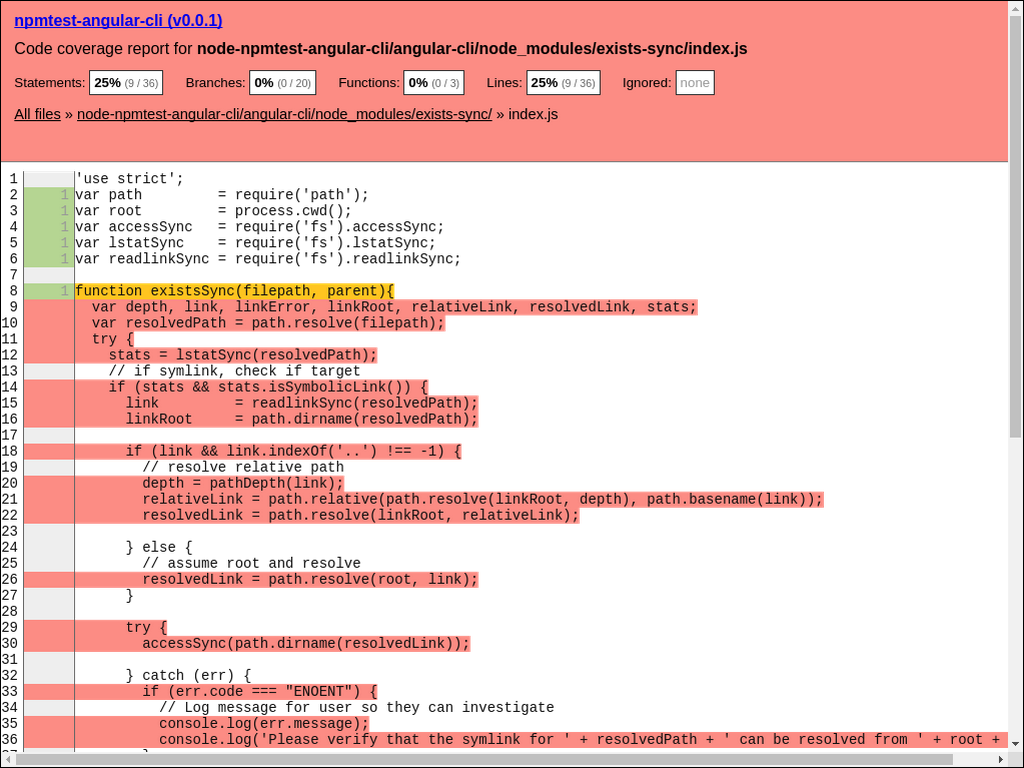 npmtest-angular-cli (v0.0.1)
Code coverage report for node-npmtest-angular-cli/angular-cli/node_modules/exists-sync/index.js
Statements: 25% (9 / 36) Branches: 0% (0 / 20) Functions: 0% (0 / 3) Lines: 25% (9 / 36) Ignored: none
All files » node-npmtest-angular-cli/angular-cli/node_modules/exists-sync/ » index.js
1 'use strict';
2 1 var path         = require('path');
3 1 var root         = process.cwd();
4 1 var accessSync   = require('fs').accessSync;
5 1 var lstatSync    = require('fs').lstatSync;
6 1 var readlinkSync = require('fs').readlinkSync;
7
8 1 function existsSync(filepath, parent){
9   var depth, link, linkError, linkRoot, relativeLink, resolvedLink, stats;
10   var resolvedPath = path.resolve(filepath);
11   try {
12     stats = lstatSync(resolvedPath);
13     // if symlink, check if target
14     if (stats && stats.isSymbolicLink()) {
15       link         = readlinkSync(resolvedPath);
16       linkRoot     = path.dirname(resolvedPath);
17
18       if (link && link.indexOf('..') !== -1) {
19         // resolve relative path
20         depth = pathDepth(link);
21         relativeLink = path.relative(path.resolve(linkRoot, depth), path.basename(link));
22         resolvedLink = path.resolve(linkRoot, relativeLink);
23
24       } else {
25         // assume root and resolve
26         resolvedLink = path.resolve(root, link);
27       }
28
29       try {
30         accessSync(path.dirname(resolvedLink));
31
32       } catch (err) {
33         if (err.code === "ENOENT") {
34           // Log message for user so they can investigate
35           console.log(err.message);
36           console.log('Please verify that the symlink for ' + resolvedPath + ' can be resolved from ' + root +